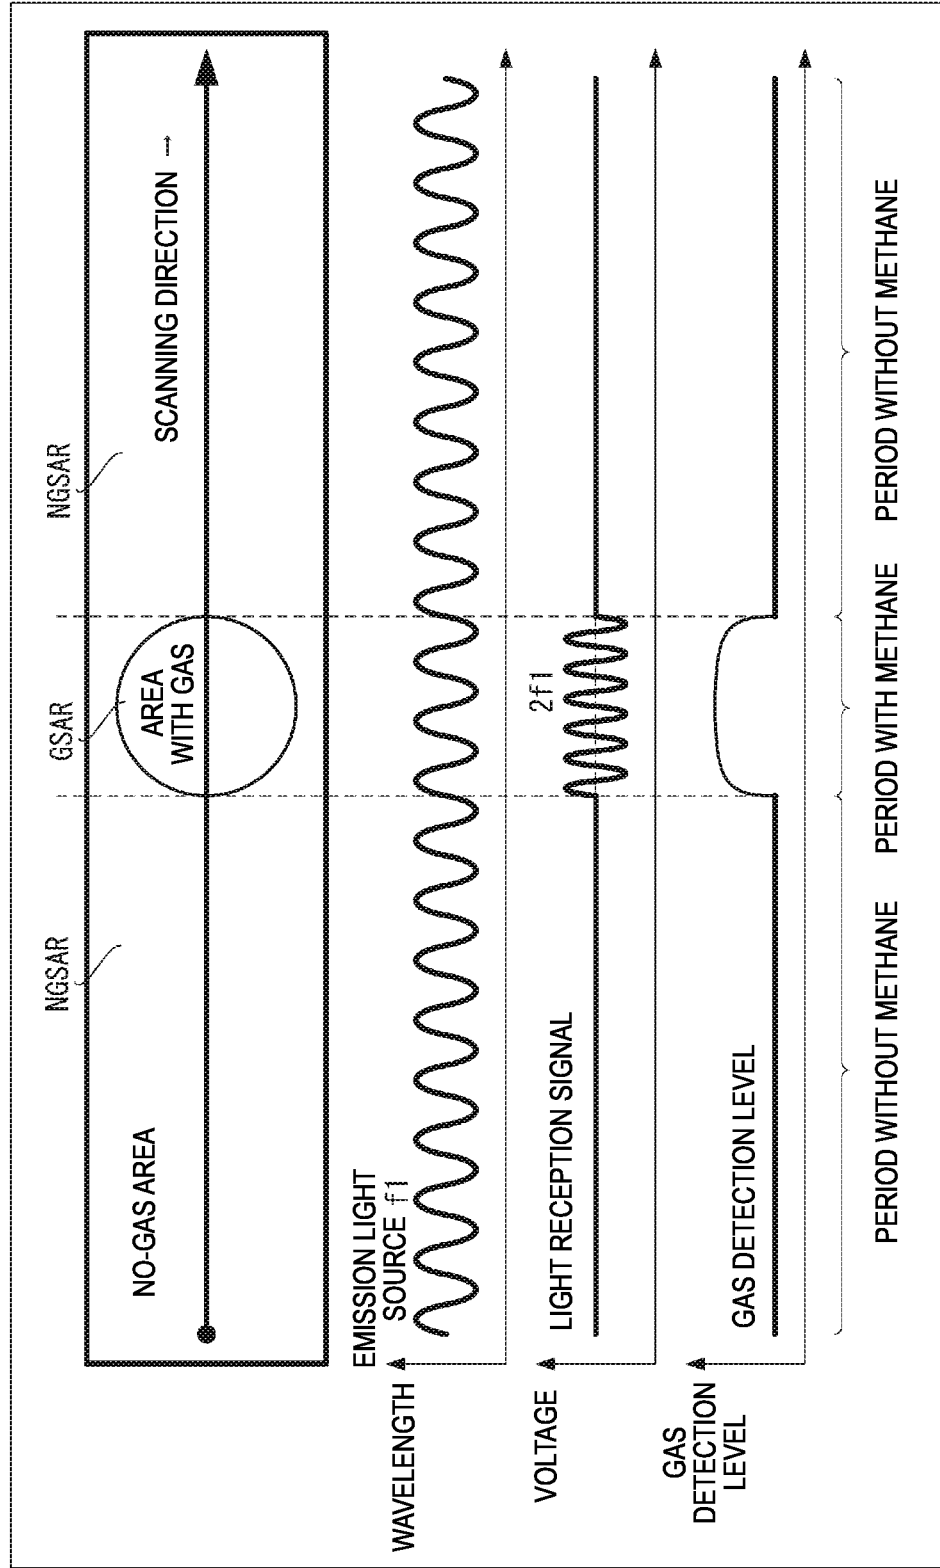 NGSAR
GSAR
NGSAR
NO-GAS AREA
AREA
WITH GAS
SCANNING DIRECTION →
WAVELENGTH
EMISSION LIGHT
SOURCE f1
VOLTAGE
LIGHT RECEPTION SIGNAL
2f1
GAS
DETECTION
LEVEL
GAS DETECTION LEVEL
PERIOD WITHOUT METHANE
PERIOD WITH METHANE
PERIOD WITHOUT METHANE